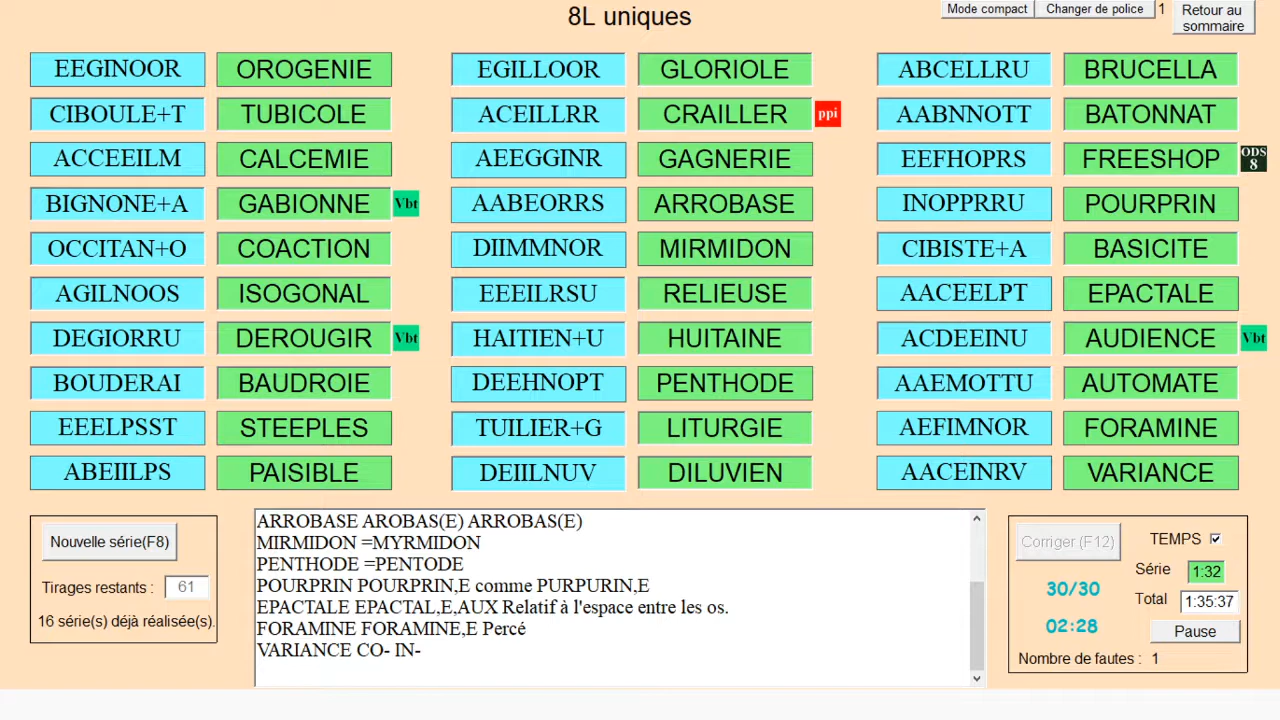 8L uniques
Mode compact Changer de police 1 Retour au sommaire
EEGINOOR OROGENIE EGILLOOR GLORIOLE ABCELLRU BRUCELLA
CIBOULE+T TUBICOLE ACEILLRR CRAILLER ppi AABNNOTT BATONNAT
ACCEEILM CALCEMIE AEEGGINR GAGNERIE EEFHOPRS FREESHOP ODS 8
BIGNONE+A GABIONNE Vbt AABEORRS ARROBASE INOPPRRU POURPRIN
OCCITAN+O COACTION DIIMMNOR MIRMIDON CIBISTE+A BASICITE
AGILNOOS ISOGONAL EEEILRSU RELIEUSE AACEELPT EPACTALE
DEGIORRU DEROUGIR Vbt HAITIEN+U HUITAINE ACDEEINU AUDIENCE Vbt
BOUDERAI BAUDROIE DEEHNOPT PENTHODE AAEMOTTU AUTOMATE
EEELPSST STEEPLES TUILIER+G LITURGIE AEFIMNOR FORAMINE
ABEIILPS PAISIBLE DEIILNUV DILUVIEN AACEINRV VARIANCE
Nouvelle série(F8)
Tirages restants : 61
16 série(s) déjà réalisée(s).
ARROBASE AROBAS(E) ARROBAS(E)
MIRMIDON =MYRMIDON
PENTHODE =PENTODE
POURPRIN POURPRIN,E comme PURPURIN,E
EPACTALE EPACTAL,E,AUX Relatif à l'espace entre les os.
FORAMINE FORAMINE,E Percé
VARIANCE CO- IN-
Corriger (F12) TEMPS
Série 1:32
30/30
Total 1:35:37
02:28
Pause
Nombre de fautes : 1